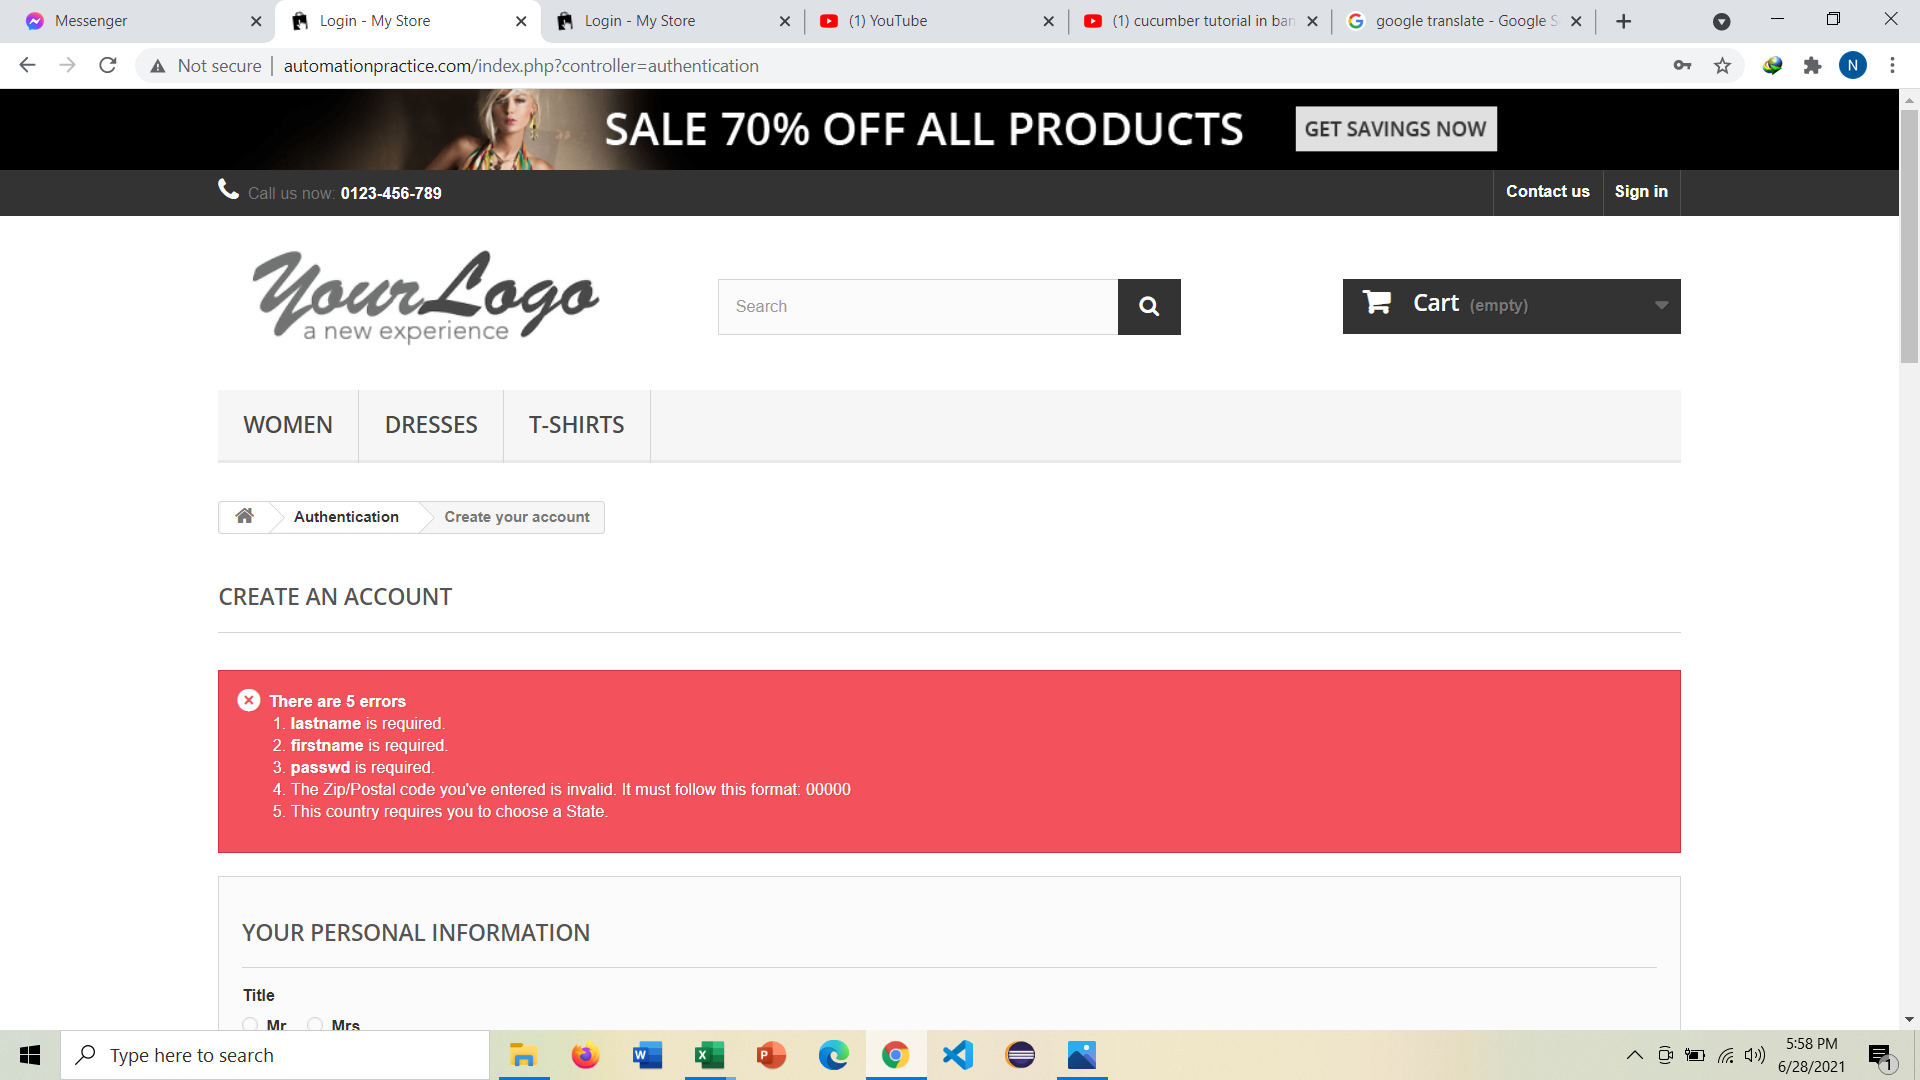 Messenger
Login - My Store
Login - My Store
(1) YouTube
(1) cucumber tutorial in ban
google translate - Google S
Not secure
automationpractice.com/index.php?controller=authentication
N
SALE 70% OFF ALL PRODUCTS
GET SAVINGS NOW
Call us now: 0123-456-789
Contact us
Sign in
Your Logo
a new experience
Search
Cart (empty)
WOMEN
DRESSES
T-SHIRTS
Authentication
Create your account
CREATE AN ACCOUNT
There are 5 errors
1. lastname is required.
2. firstname is required.
3. passwd is required.
4. The Zip/Postal code you've entered is invalid. It must follow this format: 00000
5. This country requires you to choose a State.
YOUR PERSONAL INFORMATION
Title
Mr
Mrs
Type here to search
5:58 PM
6/28/2021
1